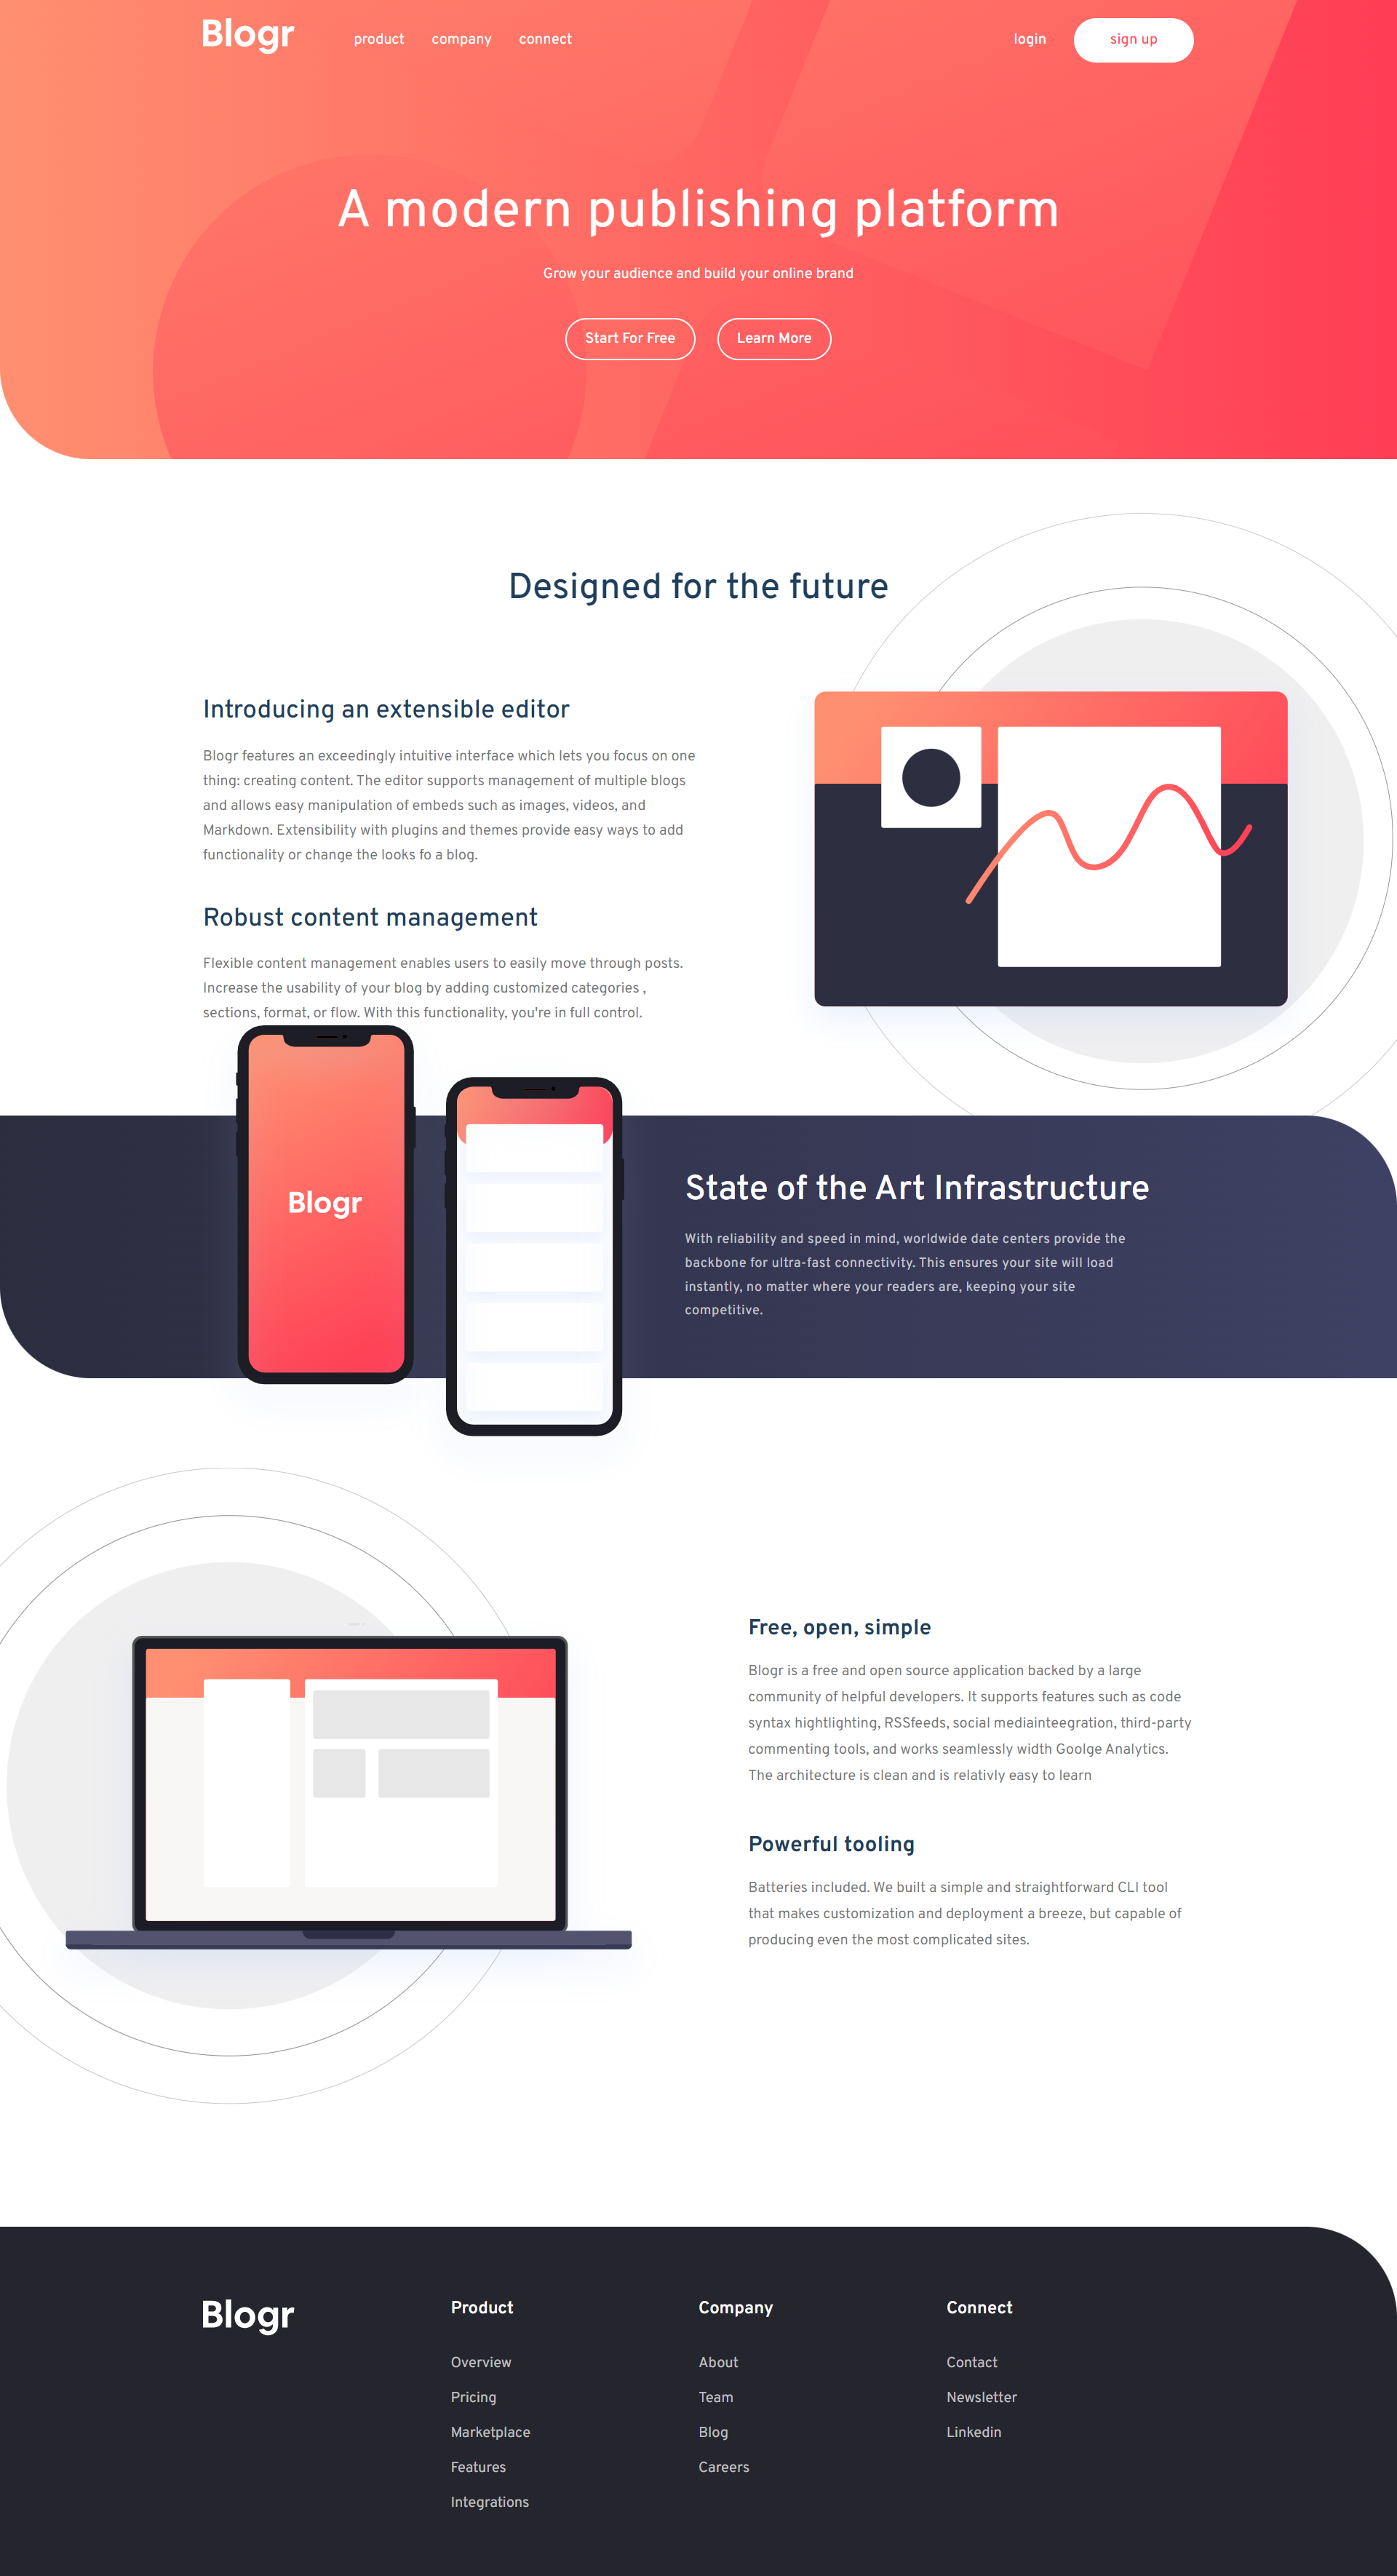 Blogr
product
company
connect
login
sign up
A modern publishing platform
Grow your audience and build your online brand
Start For Free
Learn More
Designed for the future
Introducing an extensible editor
Blogr features an exceedingly intuitive interface which lets you focus on one
thing: creating content. The editor supports management of multiple blogs
and allows easy manipulation of embeds such as images, videos, and
Markdown. Extensibility with plugins and themes provide easy ways to add
functionality or change the looks fo a blog.
Robust content management
Flexible content management enables users to easily move through posts.
Increase the usability of your blog by adding customized categories ,
sections, format, or flow. With this functionality, you're in full control.
Blogr
State of the Art Infrastructure
With reliability and speed in mind, worldwide date centers provide the
backbone for ultra-fast connectivity. This ensures your site will load
instantly, no matter where your readers are, keeping your site
competitive.
Free, open, simple
Blogr is a free and open source application backed by a large
community of helpful developers. It supports features such as code
syntax hightlighting, RSSfeeds, social mediainteegration, third-party
commenting tools, and works seamlessly width Goolge Analytics.
The architecture is clean and is relativly easy to learn
Powerful tooling
Batteries included. We built a simple and straightforward CLI tool
that makes customization and deployment a breeze, but capable of
producing even the most complicated sites.
Blogr
Product
Overview
Pricing
Marketplace
Features
Integrations
Company
About
Team
Blog
Careers
Connect
Contact
Newsletter
Linkedin